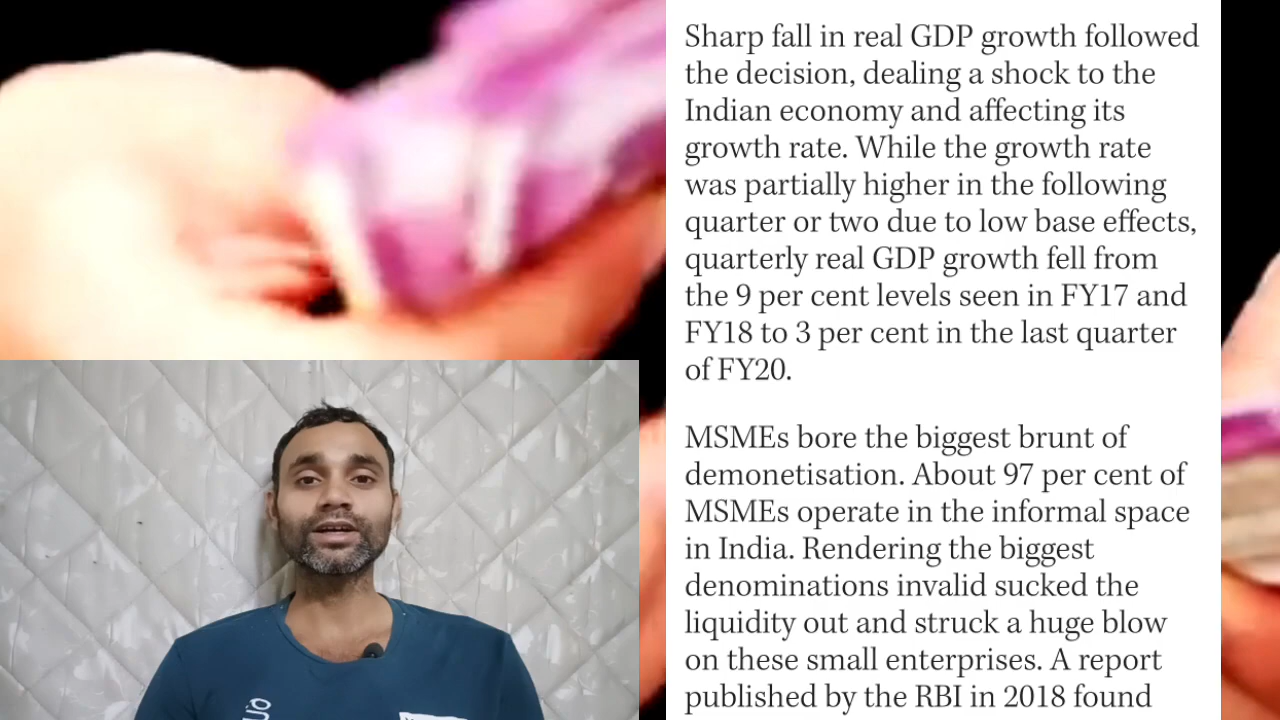 Sharp fall in real GDP growth followed
the decision, dealing a shock to the
Indian economy and affecting its
growth rate. While the growth rate
was partially higher in the following
quarter or two due to low base effects,
quarterly real GDP growth fell from
the 9 per cent levels seen in FY17 and
FY18 to 3 per cent in the last quarter
of FY20.
MSMEs bore the biggest brunt of
demonetisation. About 97 per cent of
MSMEs operate in the informal space
in India. Rendering the biggest
denominations invalid sucked the
liquidity out and struck a huge blow
on these small enterprises. A report
published by the RBI in 2018 found